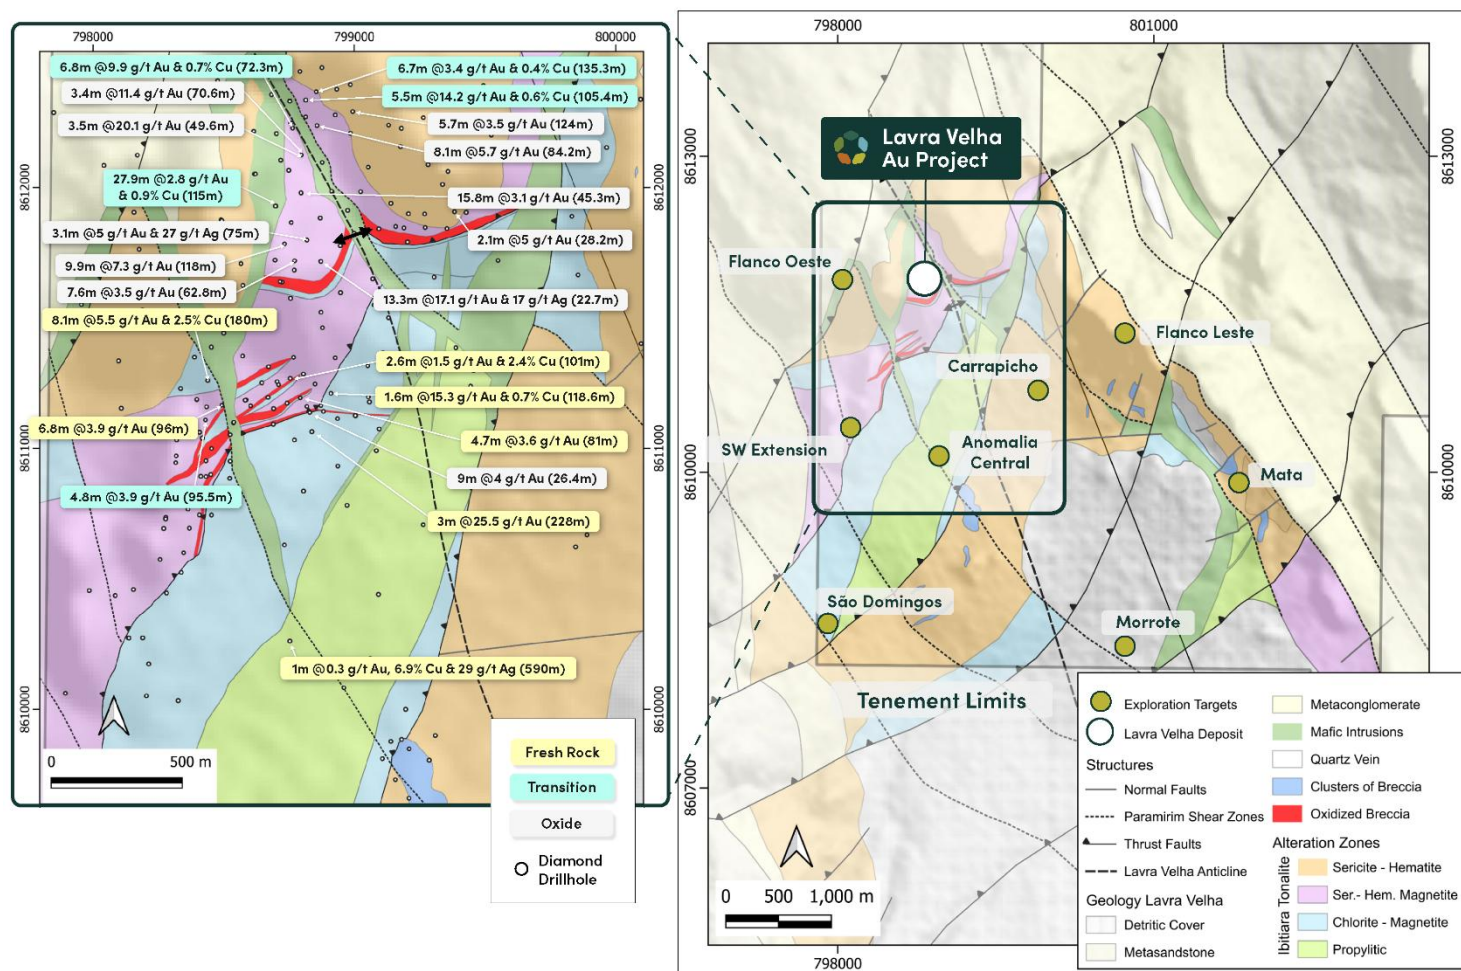 798000
799000
800000
8612000
8611000
8610000
8612000
8611000
8610000
6.8m @9.9 g/t Au & 0.7% Cu (72.3m)
3.4m @11.4 g/t Au (70.6m)
3.5m @20.1 g/t Au (49.6m)
27.9m @2.8 g/t Au
& 0.9% Cu (115m)
3.1m @5 g/t Au & 27 g/t Ag (75m)
9.9m @7.3 g/t Au (118m)
7.6m @3.5 g/t Au (62.8m)
8.1m @5.5 g/t Au & 2.5% Cu (180m)
6.8m @3.9 g/t Au (96m)
4.8m @3.9 g/t Au (95.5m)
6.7m @3.4 g/t Au & 0.4% Cu (135.3m)
5.5m @14.2 g/t Au & 0.6% Cu (105.4m)
5.7m @3.5 g/t Au (124m)
8.1m @5.7 g/t Au (84.2m)
15.8m @3.1 g/t Au (45.3m)
2.1m @5 g/t Au (28.2m)
13.3m @17.1 g/t Au & 17 g/t Ag (22.7m)
2.6m @1.5 g/t Au & 2.4% Cu (101m)
1.6m @15.3 g/t Au & 0.7% Cu (118.6m)
4.7m @3.6 g/t Au (81m)
9m @4 g/t Au (26.4m)
3m @25.5 g/t Au (228m)
1m @0.3 g/t Au, 6.9% Cu & 29 g/t Ag (590m)
0
500 m
Fresh Rock
Transition
Oxide
Diamond
Drillhole
798000
801000
8613000
8610000
8607000
8613000
8610000
798000
Lavra Velha
Au Project
Flanco Oeste
Flanco Leste
Carrapicho
SW Extension
Anomalia
Central
Mata
São Domingos
Morrote
Tenement Limits
0
500
1,000 m
Exploration Targets
Lavra Velha Deposit
Structures
Normal Faults
Paramirim Shear Zones
Thrust Faults
Lavra Velha Anticline
Geology Lavra Velha
Detritic Cover
Metasandstone
Metaconglomerate
Mafic Intrusions
Quartz Vein
Clusters of Breccia
Oxidized Breccia
Alteration Zones
Ibitiara Tonalite
Sericite - Hematite
Ser.- Hem. Magnetite
Chlorite - Magnetite
Propylitic